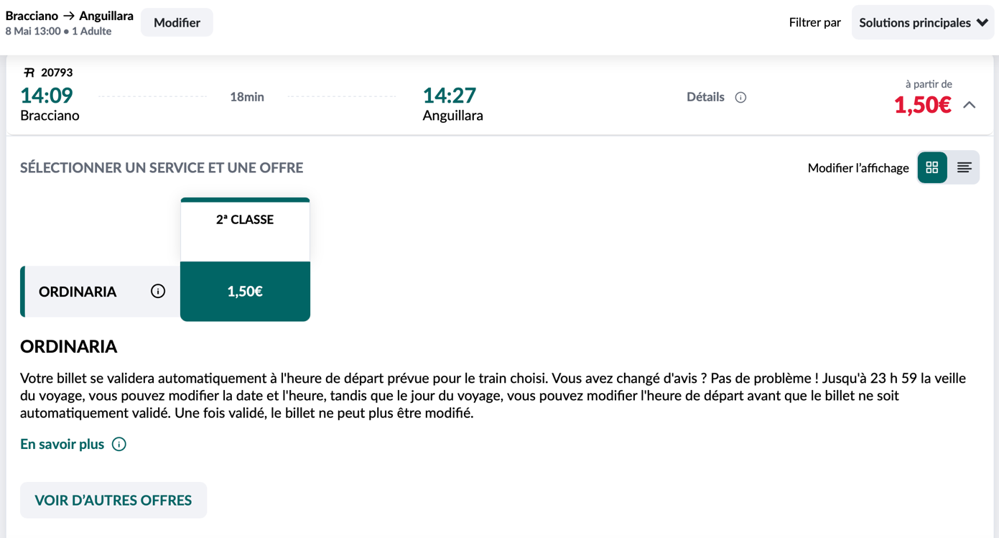 Bracciano → Anguillara
8 Mai 13:00 • 1 Adulte
Modifier
Filtrer par
Solutions principales
R 20793
14:09
18min
14:27
Bracciano
Anguillara
Détails
à partir de
1,50€
SÉLECTIONNER UN SERVICE ET UNE OFFRE
Modifier l’affichage
2ª CLASSE
ORDINARIA
1,50€
ORDINARIA
Votre billet se validera automatiquement à l'heure de départ prévue pour le train choisi. Vous avez changé d'avis ? Pas de problème ! Jusqu'à 23 h 59 la veille
du voyage, vous pouvez modifier la date et l'heure, tandis que le jour du voyage, vous pouvez modifier l'heure de départ avant que le billet ne soit
automatiquement validé. Une fois validé, le billet ne peut plus être modifié.
En savoir plus
VOIR D’AUTRES OFFRES